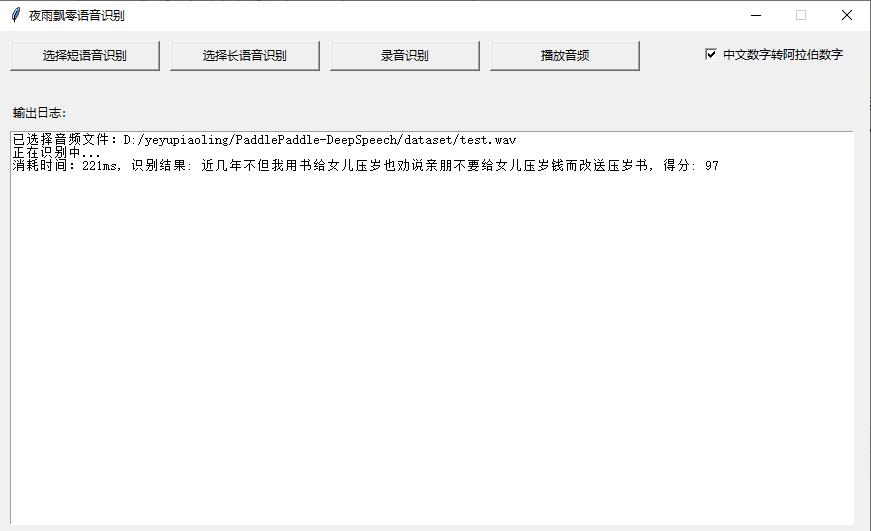 夜雨飘零语音识别
选择短语音识别 选择长语音识别 录音识别 播放音频 中文数字转阿拉伯数字
输出日志:
已选择音频文件: D:/yeyupiaoling/PaddlePaddle-DeepSpeech/dataset/test.wav
正在识别中...
消耗时间: 221ms, 识别结果: 近几年不但我用书给女儿压岁也劝说亲朋不要给女儿压岁钱而改送压岁书, 得分: 97